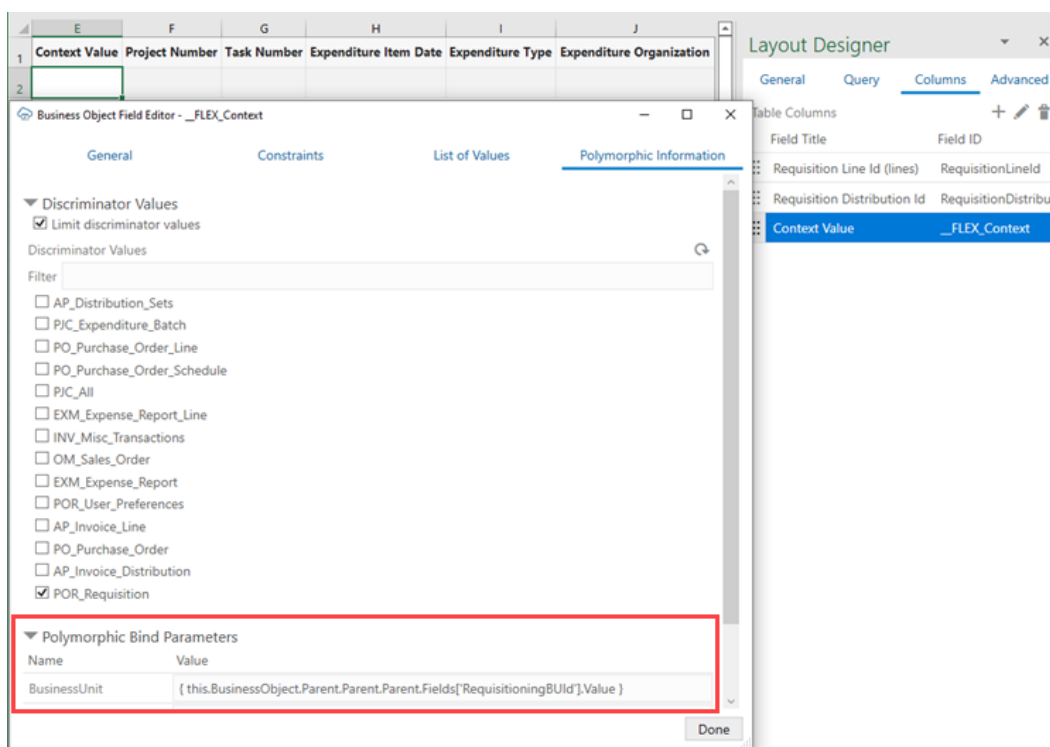 E F G H I J
1 Context Value Project Number Task Number Expenditure Item Date Expenditure Type Expenditure Organization
2
Layout Designer
General Query Columns Advanced
Table Columns
Field Title Field ID
Requisition Line Id (lines) RequisitionLineId
Requisition Distribution Id RequisitionDistribu
Context Value __FLEX_Context
Business Object Field Editor - __FLEX_Context
General Constraints List of Values Polymorphic Information
Discriminator Values
Limit discriminator values
Discriminator Values
Filter
AP_Distribution_Sets
PJC_Expenditure_Batch
PO_Purchase_Order_Line
PO_Purchase_Order_Schedule
PJC_All
EXM_Expense_Report_Line
INV_Misc_Transactions
OM_Sales_Order
EXM_Expense_Report
POR_User_Preferences
AP_Invoice_Line
PO_Purchase_Order
AP_Invoice_Distribution
POR_Requisition
Polymorphic Bind Parameters
Name Value
BusinessUnit { this.BusinessObject.Parent.Parent.Parent.Fields['RequisitioningBUId'].Value }
Done